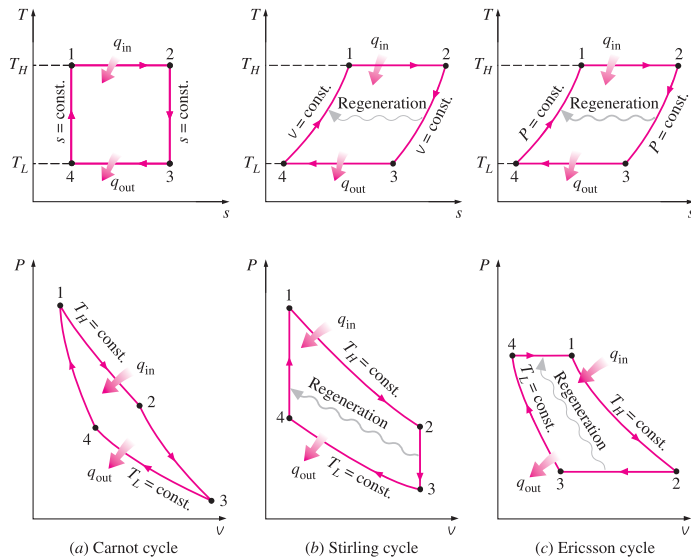 T
q_in
1
2
T_H
s = const.
s = const.
T_L
4
q_out
3
s
T
q_in
1
2
T_H
v = const.
Regeneration
v = const.
T_L
4
q_out
3
s
T
q_in
1
2
T_H
P = const.
Regeneration
P = const.
T_L
4
q_out
3
s
P
1
T_H = const.
q_in
2
4
q_out
T_L = const.
3
v
P
1
q_in
T_H = const.
Regeneration
4
2
q_out
T_L = const.
3
v
P
4
1
q_in
T_L = const.
Regeneration
T_H = const.
q_out
3
2
v
(a) Carnot cycle
(b) Stirling cycle
(c) Ericsson cycle